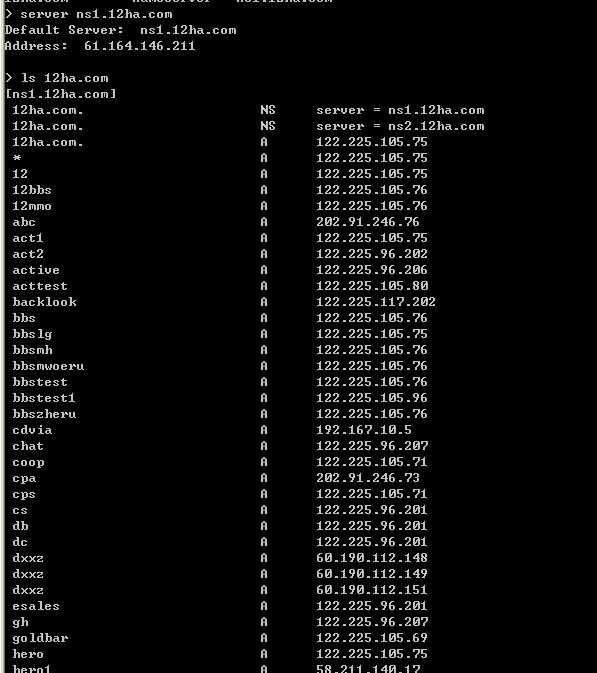 > server ns1.12ha.com
Default Server:  ns1.12ha.com
Address:  61.164.146.211
> ls 12ha.com
[ns1.12ha.com]
12ha.com. NS server = ns1.12ha.com
12ha.com. NS server = ns2.12ha.com
12ha.com. A 122.225.105.75
* A 122.225.105.75
12 A 122.225.105.75
12bbs A 122.225.105.76
12mmo A 122.225.105.76
abc A 202.91.246.76
act1 A 122.225.105.75
act2 A 122.225.96.202
active A 122.225.96.206
acttest A 122.225.105.80
backlook A 122.225.117.202
bbs A 122.225.105.76
bbslg A 122.225.105.75
bbsmh A 122.225.105.76
bbsmwoeru A 122.225.105.76
bbstest A 122.225.105.76
bbstest1 A 122.225.105.96
bbszheru A 122.225.105.76
cdvia A 192.167.10.5
chat A 122.225.96.207
coop A 122.225.105.71
cpa A 202.91.246.73
cps A 122.225.105.71
cs A 122.225.96.201
db A 122.225.96.201
dc A 122.225.96.201
dxxz A 60.190.112.148
dxxz A 60.190.112.149
dxxz A 60.190.112.151
esales A 122.225.96.201
gh A 122.225.96.207
goldbar A 122.225.105.69
hero A 122.225.105.75
hero1 A 58.211.140.17